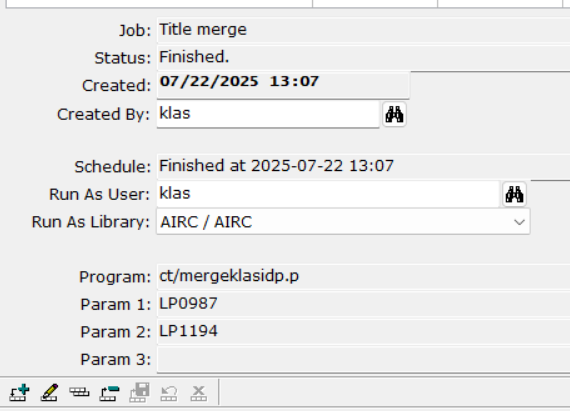 Job: Title merge
Status: Finished.
Created: 07/22/2025 13:07
Created By: klas
Schedule: Finished at 2025-07-22 13:07
Run As User: klas
Run As Library: AIRC / AIRC
Program: ct/mergeklasidp.p
Param 1: LP0987
Param 2: LP1194
Param 3: